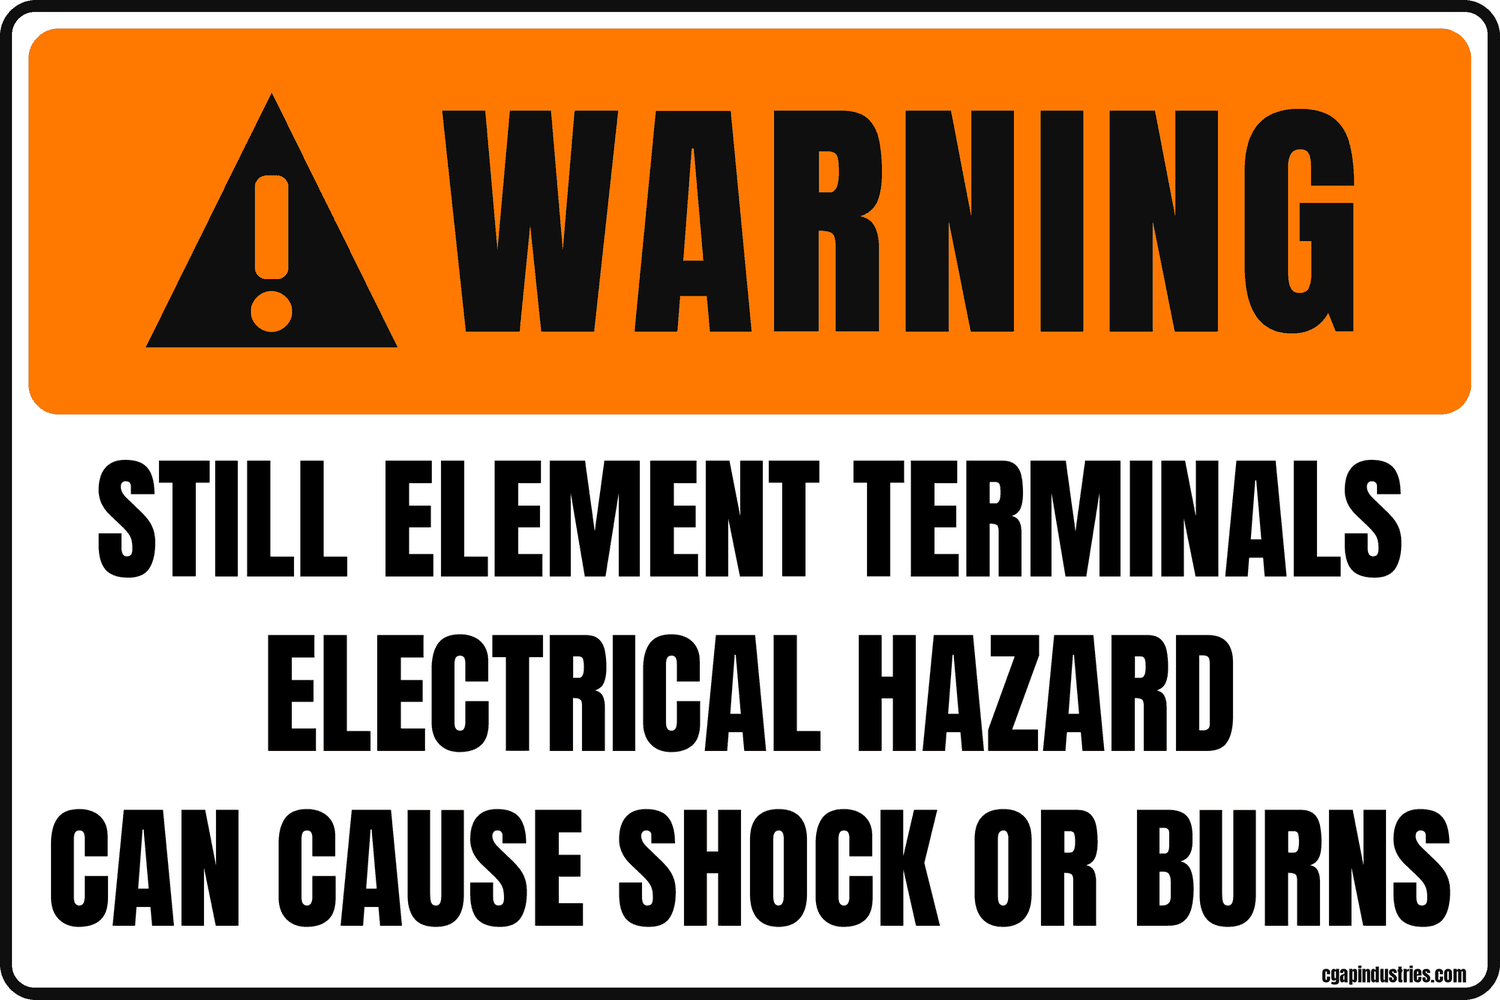 WARNING
STILL ELEMENT TERMINALS
ELECTRICAL HAZARD
CAN CAUSE SHOCK OR BURNS
cgapindustries.com